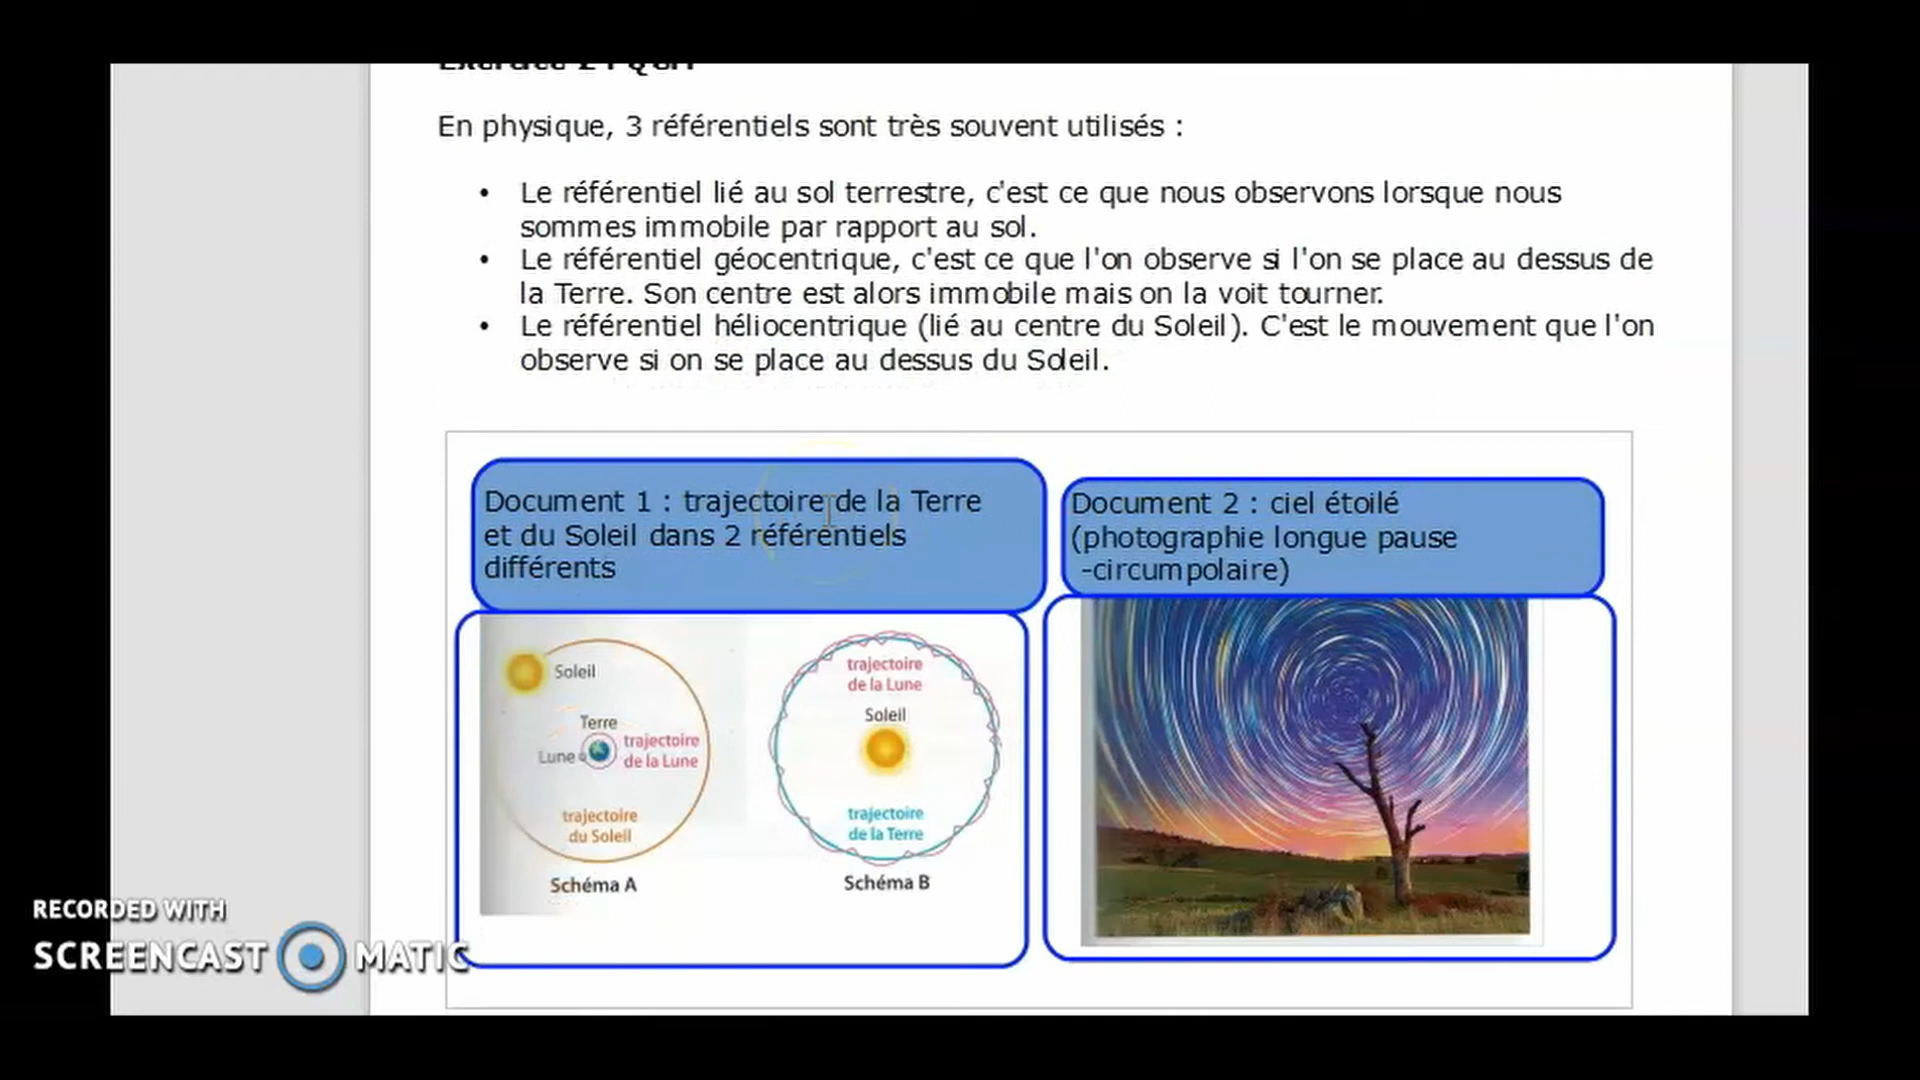 En physique, 3 référentiels sont très souvent utilisés :
• Le référentiel lié au sol terrestre, c'est ce que nous observons lorsque nous
sommes immobile par rapport au sol.
• Le référentiel géocentrique, c'est ce que l'on observe si l'on se place au dessus de
la Terre. Son centre est alors immobile mais on la voit tourner.
• Le référentiel héliocentrique (lié au centre du Soleil). C'est le mouvement que l'on
observe si on se place au dessus du Soleil.
Document 1 : trajectoire de la Terre
et du Soleil dans 2 référentiels
différents
Document 2 : ciel étoilé
(photographie longue pause
-circumpolaire)
Soleil
Terre
Lune
trajectoire
de la Lune
trajectoire
du Soleil
Schéma A
trajectoire
de la Lune
Soleil
trajectoire
de la Terre
Schéma B
RECORDED WITH
SCREENCAST MATIC